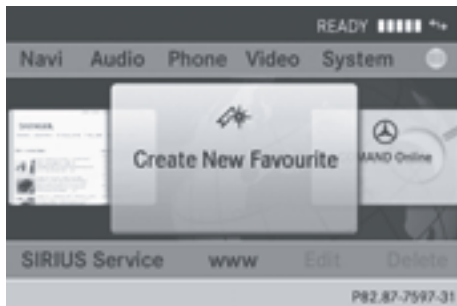 READY
Navi Audio Phone Video System
Create New Favourite
MAND Online
SIRIUS Service www Edit Delete
P82.87-7597-31